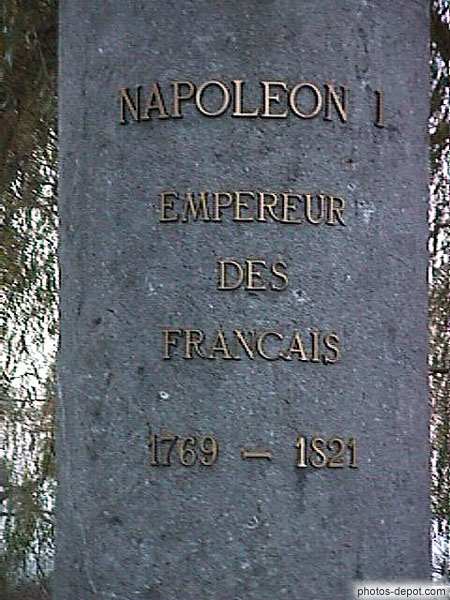 NAPOLEON I
EMPEREUR
DES
FRANCAIS
1769 – 1821
photos-depot.com